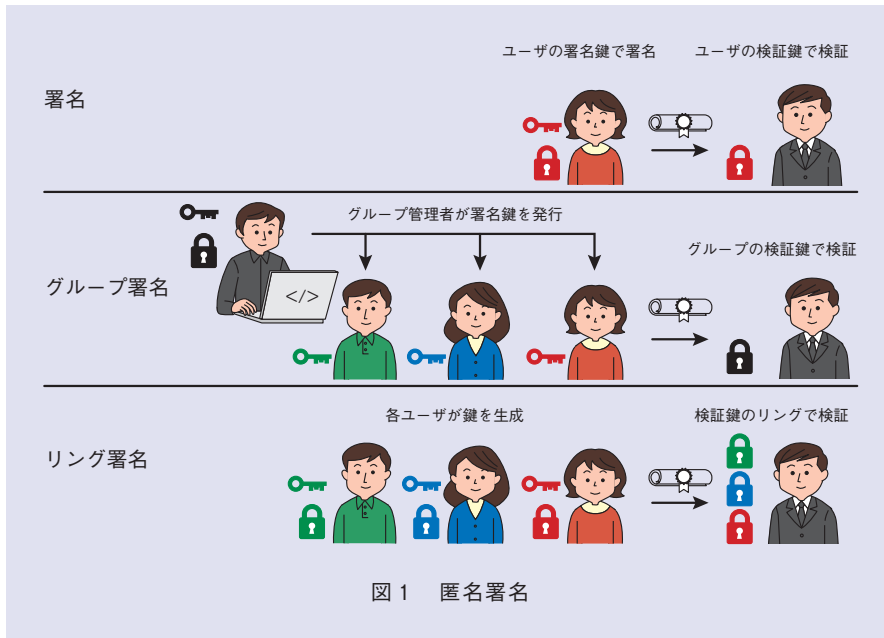 ユーザの署名鍵で署名
ユーザの検証鍵で検証
署名
グループ管理者が署名鍵を発行
グループの検証鍵で検証
グループ署名
</>
各ユーザが鍵を生成
検証鍵のリングで検証
リング署名
図1 匿名署名